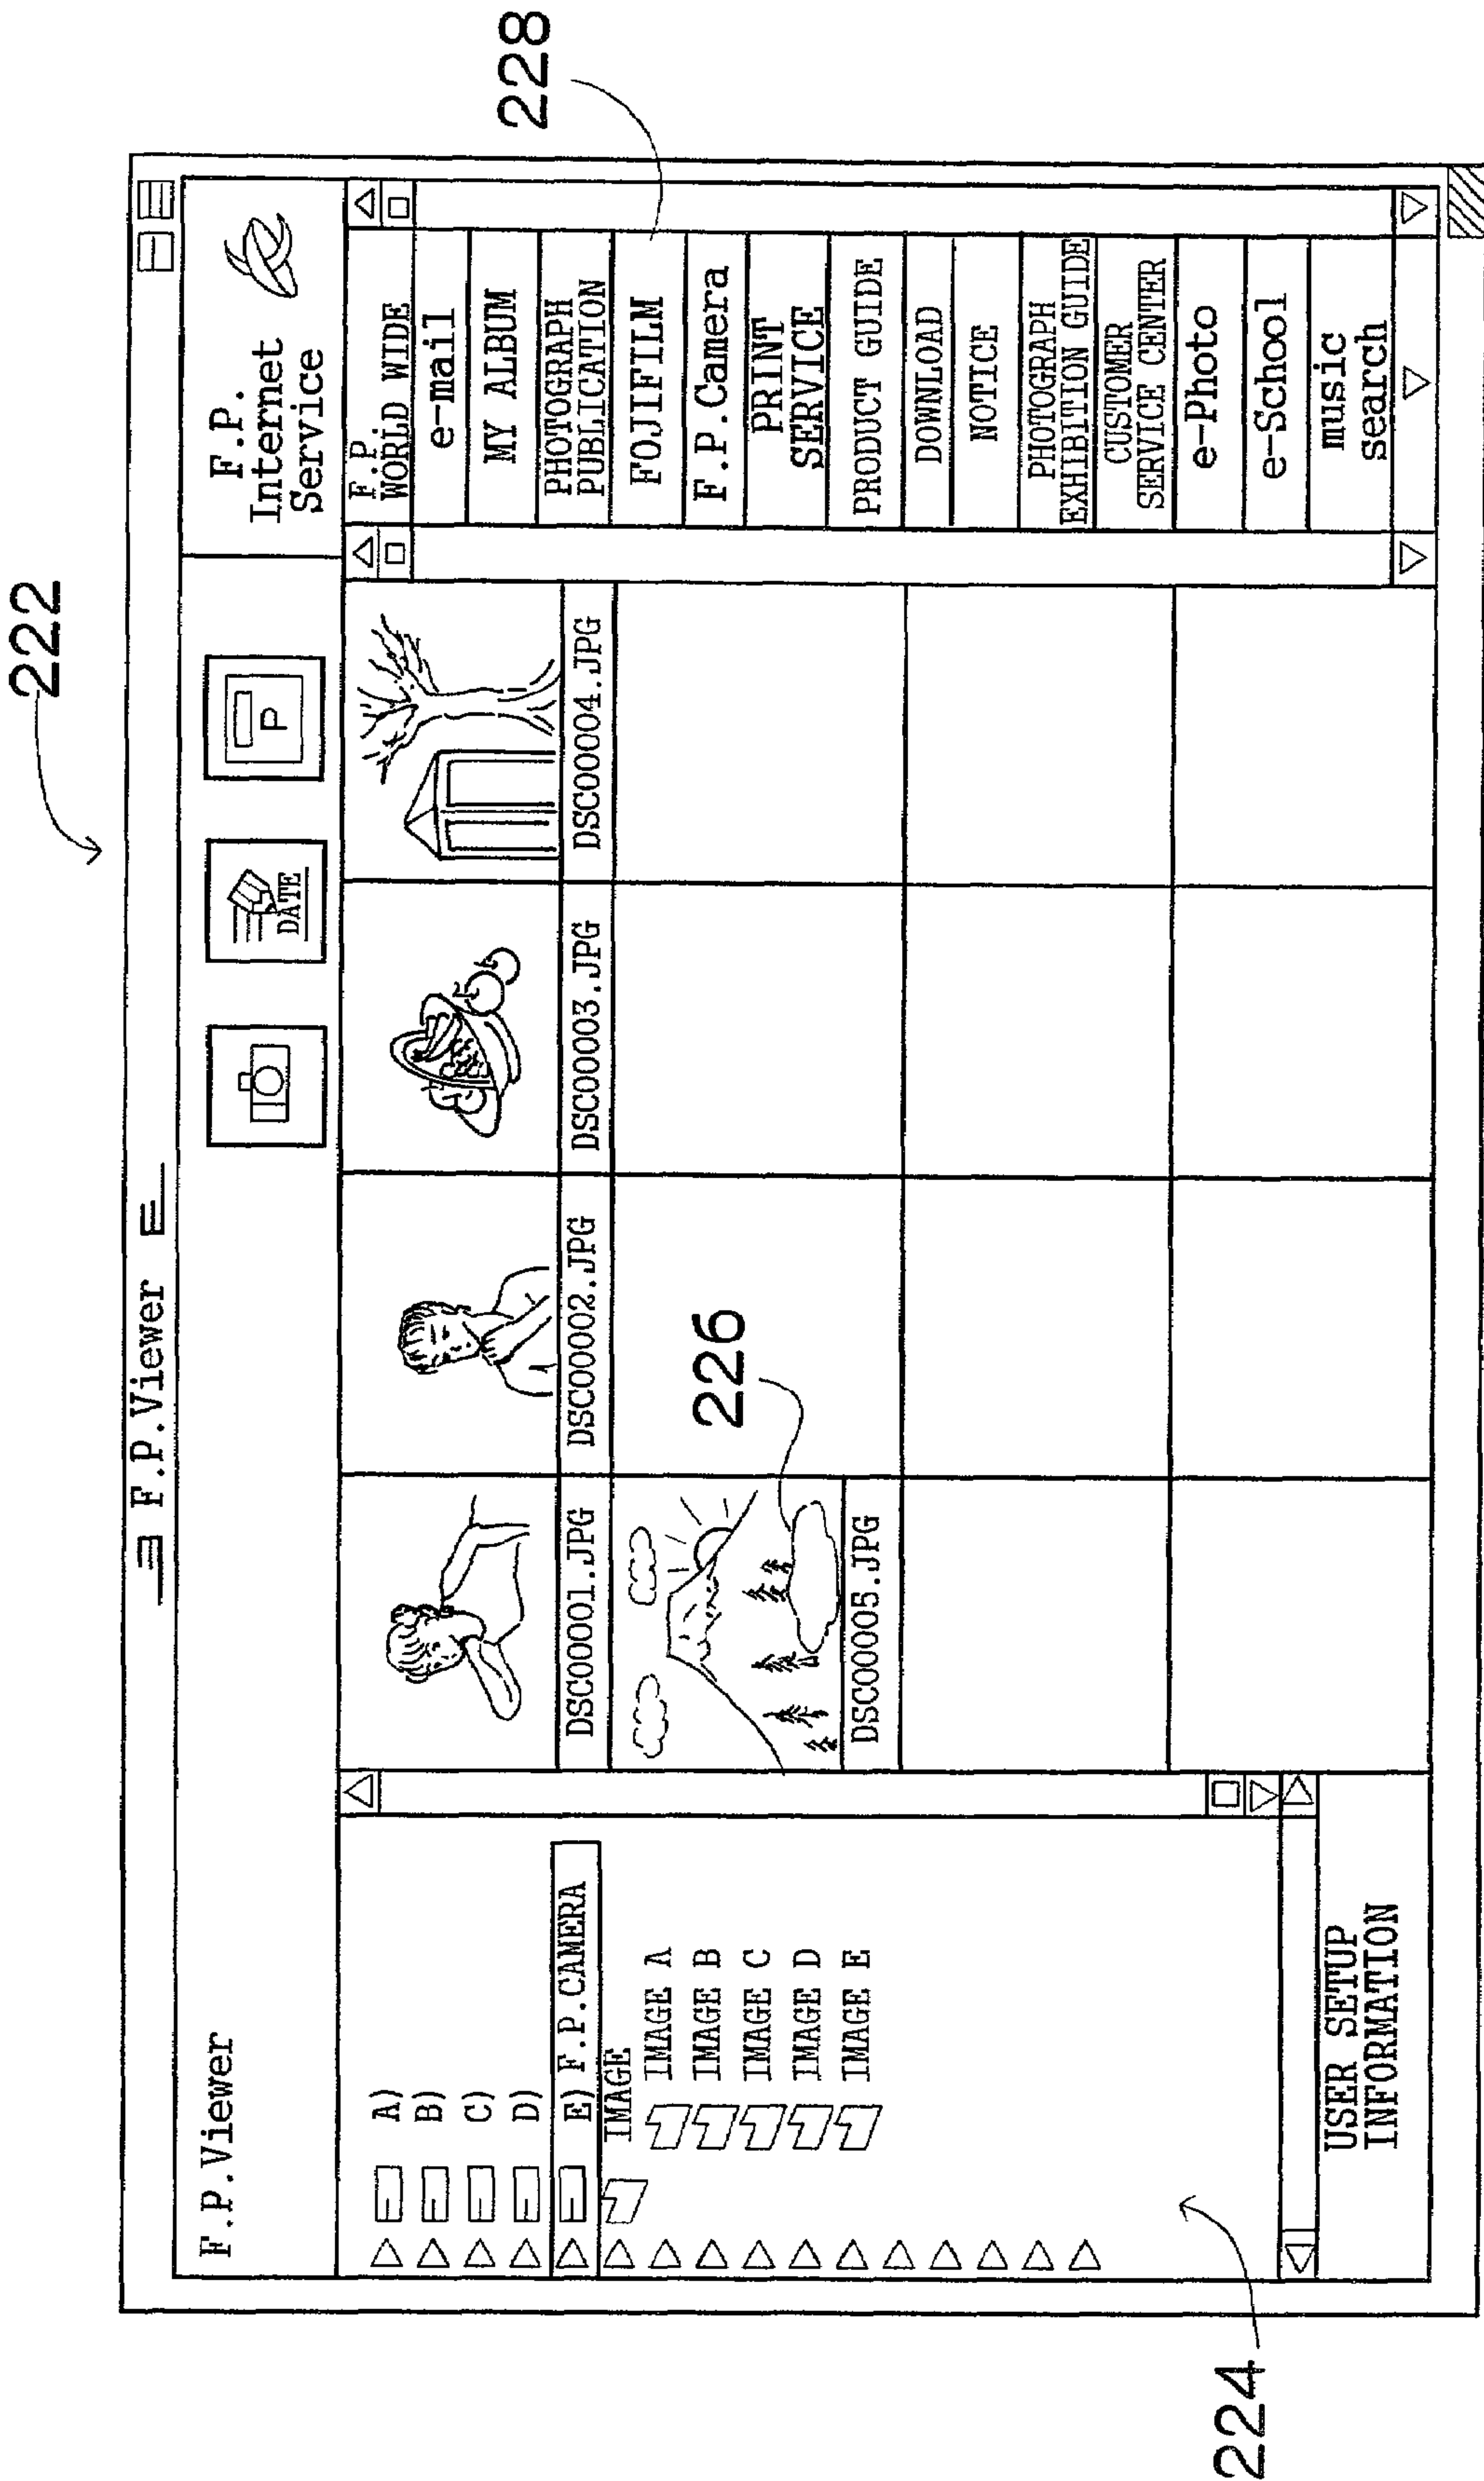 222
F.P.Viewer
F.P.Viewer
DATE
P
F.P.
Internet
Service
A)
B)
C)
D)
E) F.P.CAMERA
IMAGE
IMAGE A
IMAGE B
IMAGE C
IMAGE D
IMAGE E
USER SETUP
INFORMATION
224
DSC00001.JPG
DSC00002.JPG
DSC00003.JPG
DSC00004.JPG
226
DSC00005.JPG
F.P.
WORLD WIDE
e-mail
MY ALBUM
PHOTOGRAPH
PUBLICATION
FOJIFILM
F.P.Camera
PRINT
SERVICE
PRODUCT GUIDE
DOWNLOAD
NOTICE
PHOTOGRAPH
EXHIBITION GUIDE
CUSTOMER
SERVICE CENTER
e-Photo
e-School
music
search
228